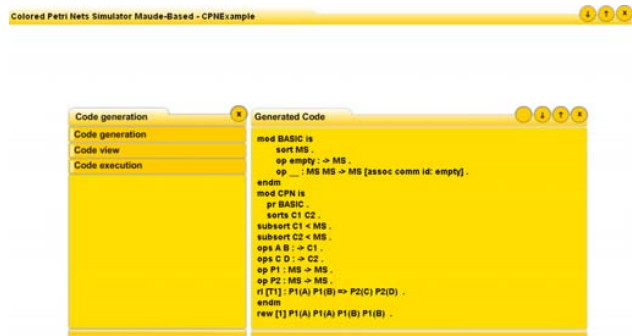 Colored Petri Nets Simulator Maude-Based - CPNExample
Code generation
Code generation
Code view
Code execution
Generated Code
mod BASIC is
sort MS .
op empty : -> MS .
op __ : MS MS -> MS [assoc comm id: empty] .
endm
mod CPN is
pr BASIC .
sorts C1 C2 .
subsort C1 < MS .
subsort C2 < MS .
ops A B : -> C1 .
ops C D : -> C2 .
op P1 : MS -> MS .
op P2 : MS -> MS .
rl [T1] : P1(A) P1(B) => P2(C) P2(D) .
endm
rew [1] P1(A) P1(A) P1(B) P1(B) .